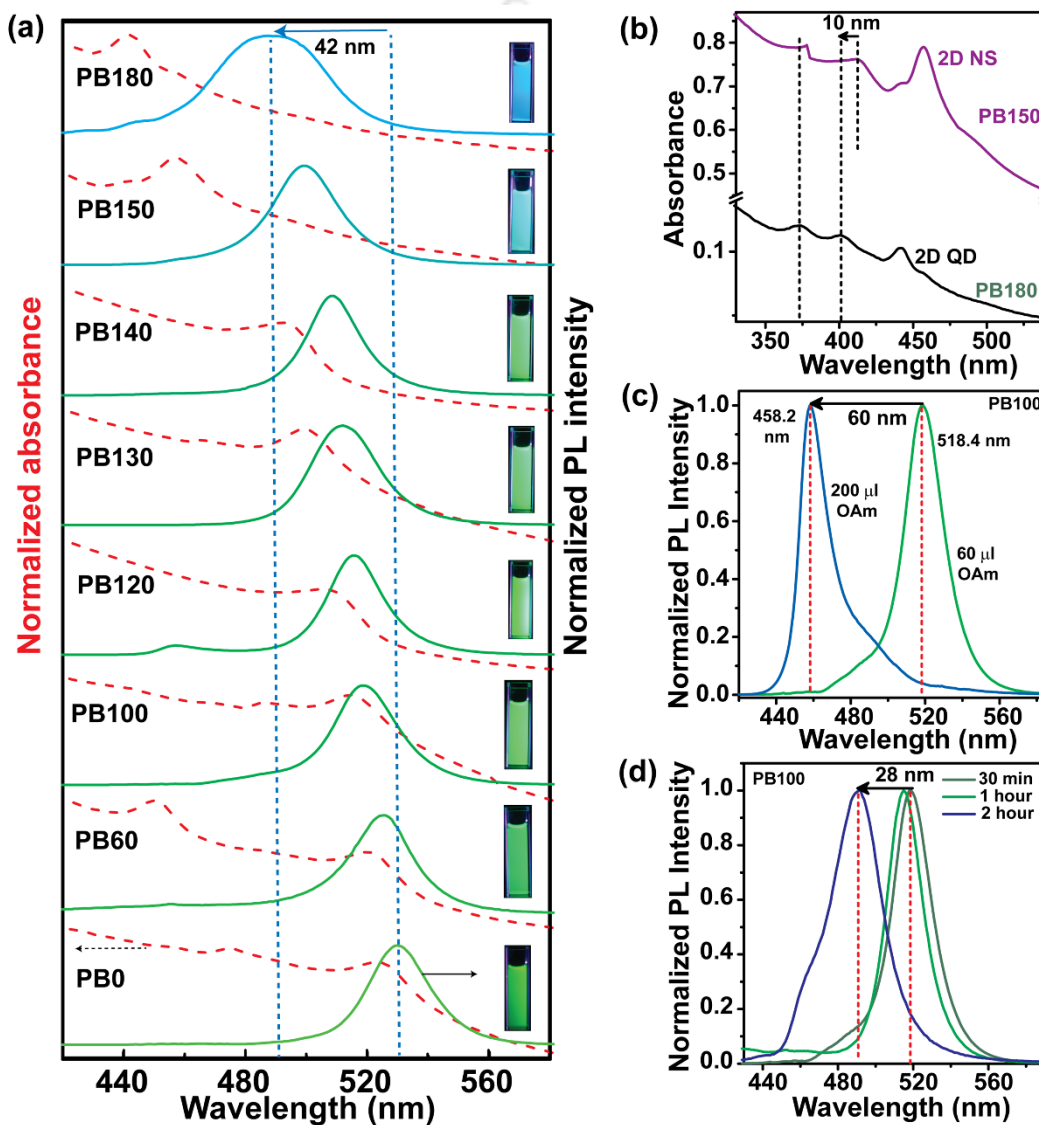 (a)
42 nm
PB180
PB150
PB140
PB130
PB120
PB100
PB60
PB0
Normalized absorbance
Normalized PL intensity
440
480
520
560
Wavelength (nm)
(b)
10 nm
0.8
0.7
0.6
0.5
0.1
2D NS
PB150
2D QD
PB180
Absorbance
350
400
450
500
Wavelength (nm)
(c)
1.0
0.8
0.6
0.4
0.2
0.0
458.2
nm
60 nm
PB100
518.4 nm
200 µl
OAm
60 µl
OAm
Normalized PL Intensity
440
480
520
560
Wavelength (nm)
(d)
1.0
0.8
0.6
0.4
0.2
0.0
PB100
28 nm
30 min
1 hour
2 hour
Normalized PL Intensity
440
480
520
560
Wavelength (nm)